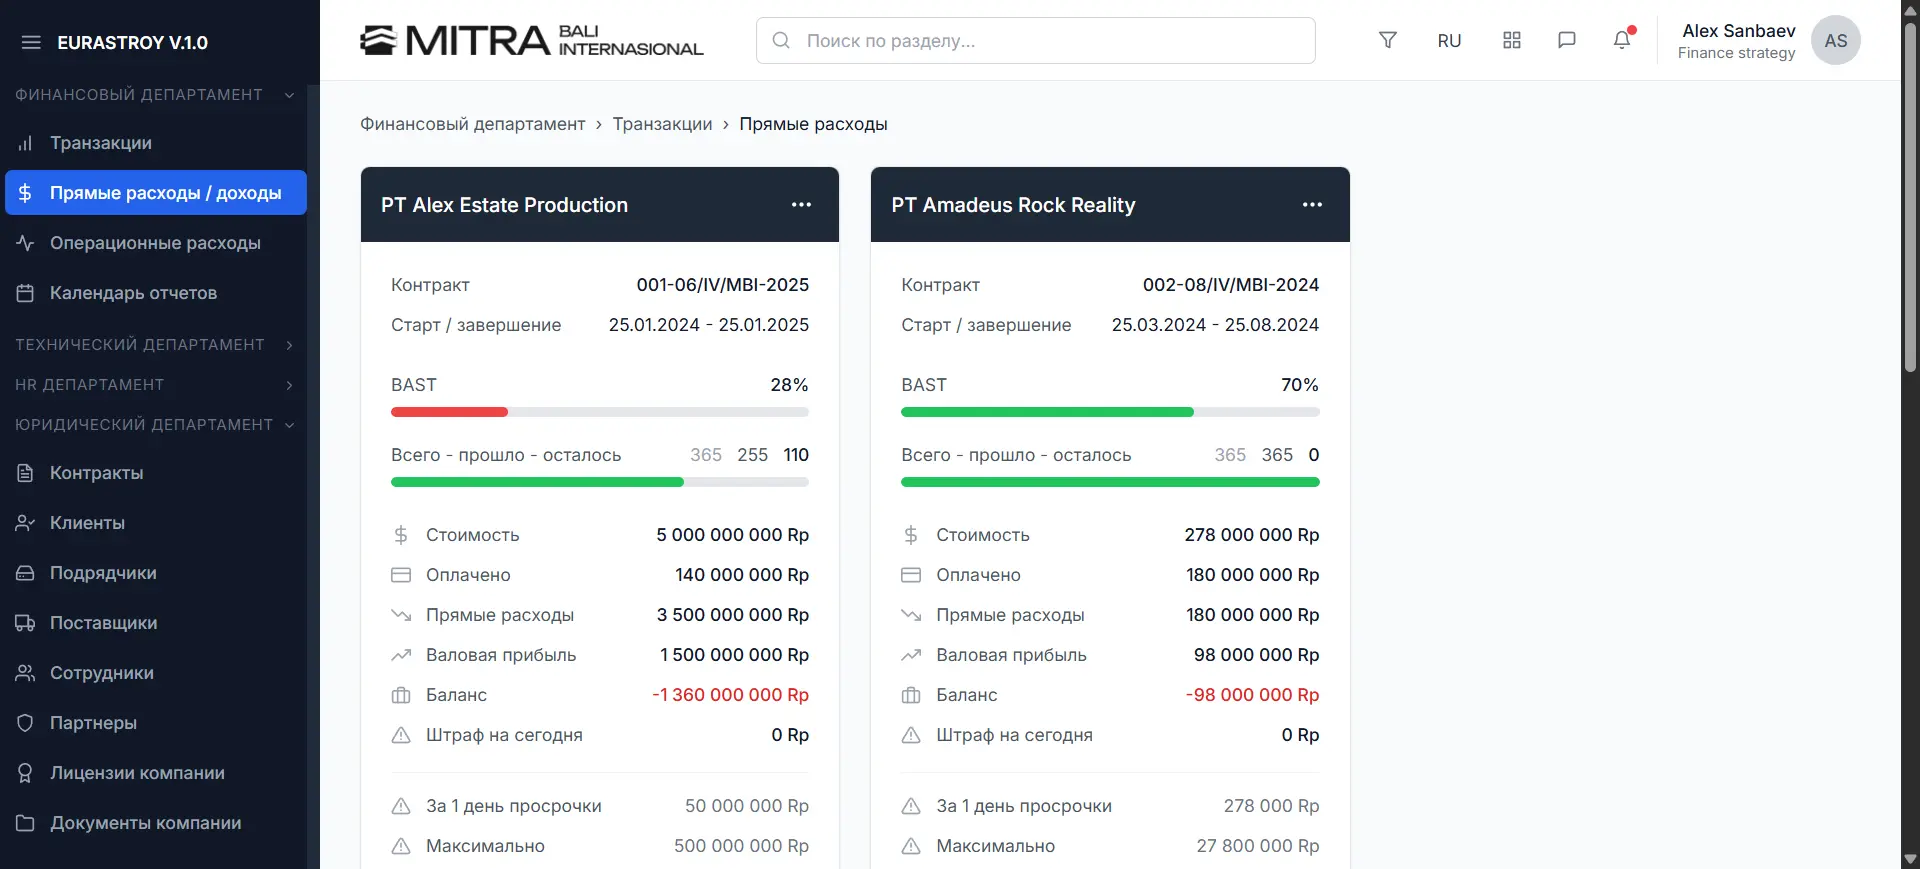 EURASTROY V.1.0
ФИНАНСОВЫЙ ДЕПАРТАМЕНТ
Транзакции
Прямые расходы / доходы
Операционные расходы
Календарь отчетов
ТЕХНИЧЕСКИЙ ДЕПАРТАМЕНТ
HR ДЕПАРТАМЕНТ
ЮРИДИЧЕСКИЙ ДЕПАРТАМЕНТ
Контракты
Клиенты
Подрядчики
Поставщики
Сотрудники
Партнеры
Лицензии компании
Документы компании
MITRA BALI INTERNASIONAL
Поиск по разделу...
RU
Alex Sanbaev
Finance strategy
AS
Финансовый департамент › Транзакции › Прямые расходы
PT Alex Estate Production
Контракт 001-06/IV/MBI-2025
Старт / завершение 25.01.2024 - 25.01.2025
BAST 28%
Всего - прошло - осталось 365 255 110
Стоимость 5 000 000 000 Rp
Оплачено 140 000 000 Rp
Прямые расходы 3 500 000 000 Rp
Валовая прибыль 1 500 000 000 Rp
Баланс -1 360 000 000 Rp
Штраф на сегодня 0 Rp
За 1 день просрочки 50 000 000 Rp
Максимально 500 000 000 Rp
PT Amadeus Rock Reality
Контракт 002-08/IV/MBI-2024
Старт / завершение 25.03.2024 - 25.08.2024
BAST 70%
Всего - прошло - осталось 365 365 0
Стоимость 278 000 000 Rp
Оплачено 180 000 000 Rp
Прямые расходы 180 000 000 Rp
Валовая прибыль 98 000 000 Rp
Баланс -98 000 000 Rp
Штраф на сегодня 0 Rp
За 1 день просрочки 278 000 Rp
Максимально 27 800 000 Rp